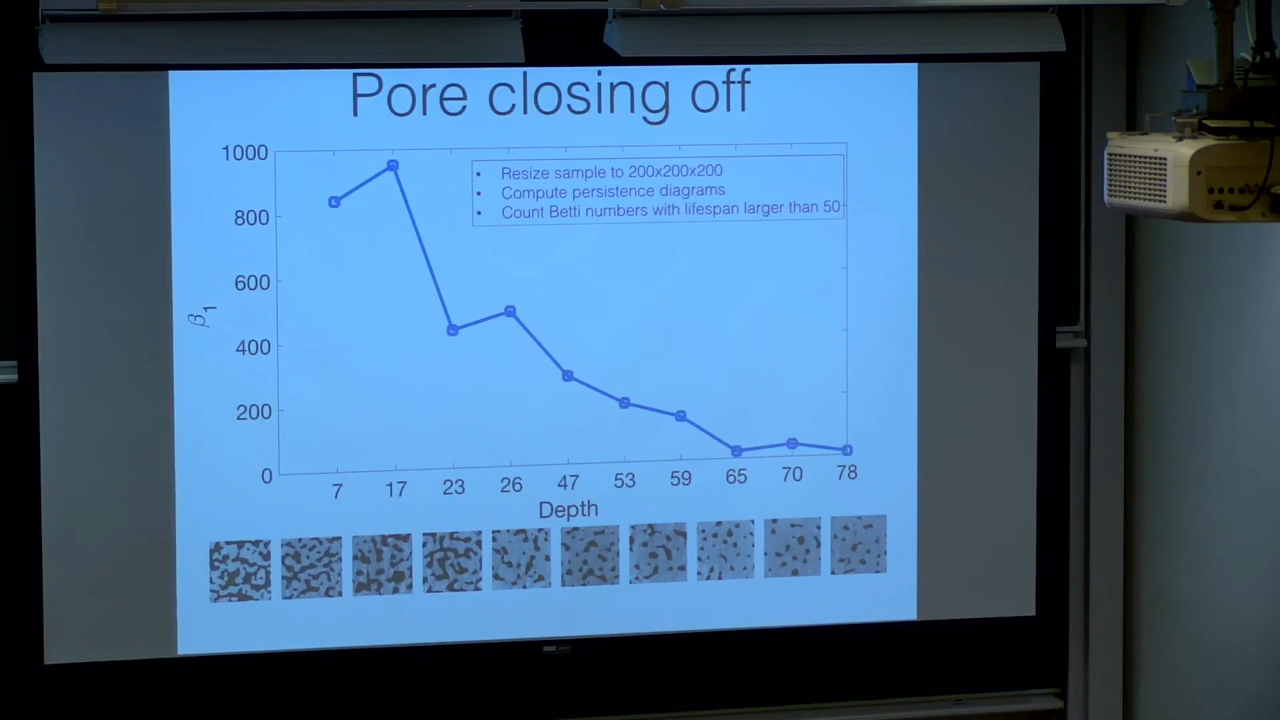 Pore closing off
• Resize sample to 200x200x200
• Compute persistence diagrams
• Count Betti numbers with lifespan larger than 50
1000
800
600
400
200
0
β1
7 17 23 26 47 53 59 65 70 78
Depth